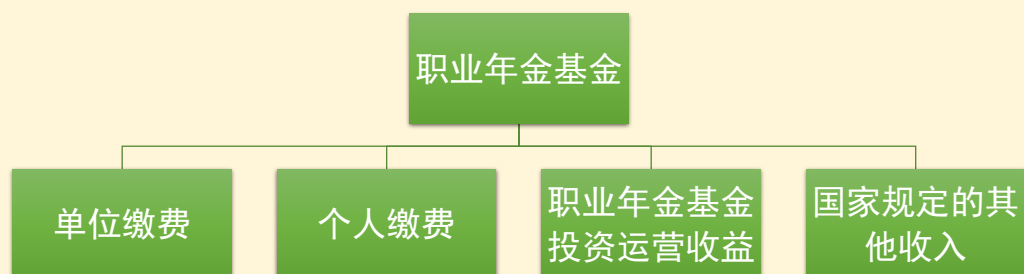 职业年金基金
单位缴费
个人缴费
职业年金基金
投资运营收益
国家规定的其
他收入